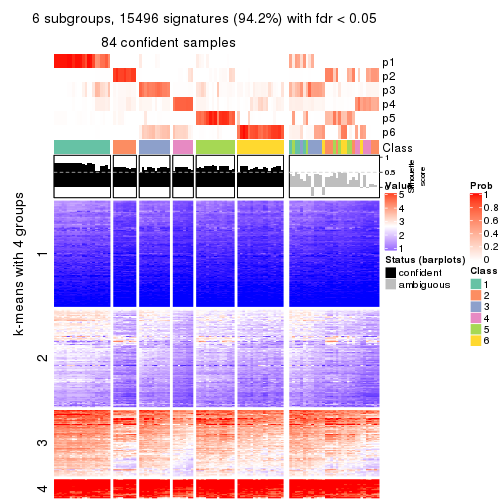 6 subgroups, 15496 signatures (94.2%) with fdr < 0.05
84 confident samples
p1
p2
p3
p4
p5
p6
Class
1
0.5
0
Silhouette
score
k-means with 4 groups
1
2
3
4
Value
5
4
3
2
1
Status (barplots)
confident
ambiguous
Prob
1
0.8
0.6
0.4
0.2
0
Class
1
2
3
4
5
6